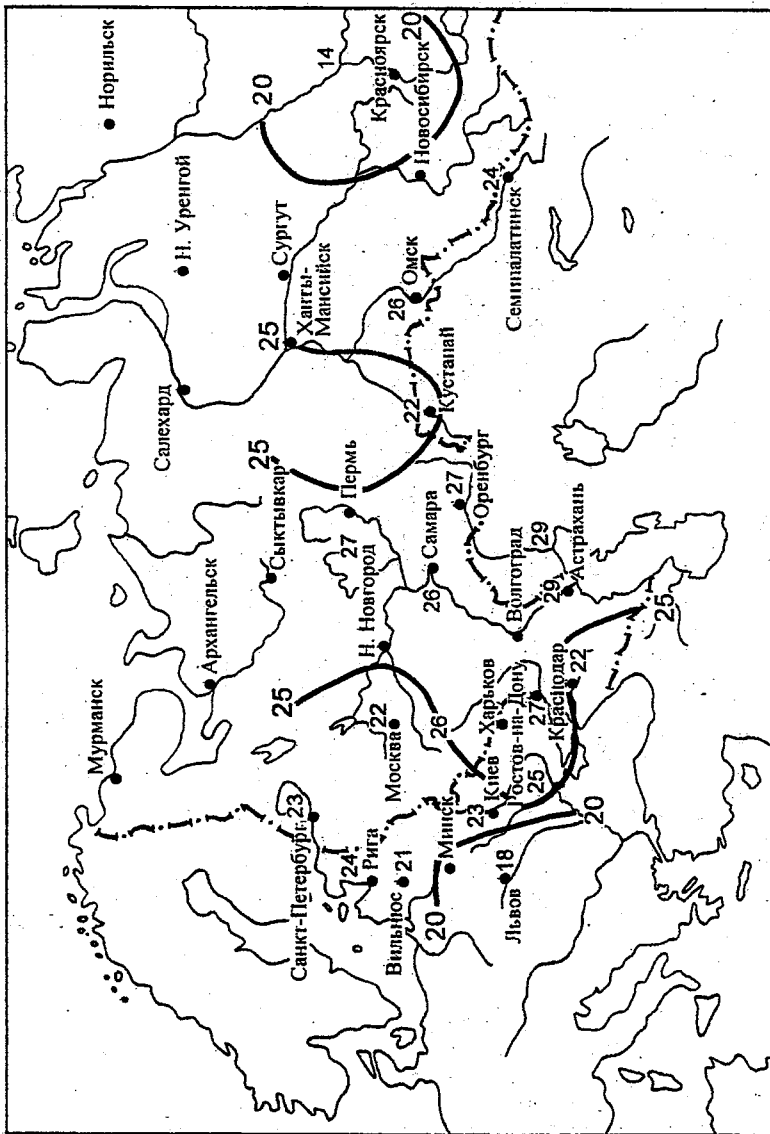 Мурманск
Норильск
Салехард
Н. Уренгой
Архангельск
20
Сыктывкар
25
25
25
Сургут
Ханты-
Мансийск
Санкт-Петербург
23
14
24
Рига
Н. Новгород
27
Пермь
22
Москва
Красноярск
Вильнюс
21
20
Минск
26
26
Самара
22
Кустанай
26
Омск
Новосибирск
20
23
Киев
Харьков
27
Оренбург
Львов
18
24
Семипалатинск
Ростов-на-Дону
Волгоград
25
27
29
Краснодар
22
29
Астрахань
20
25